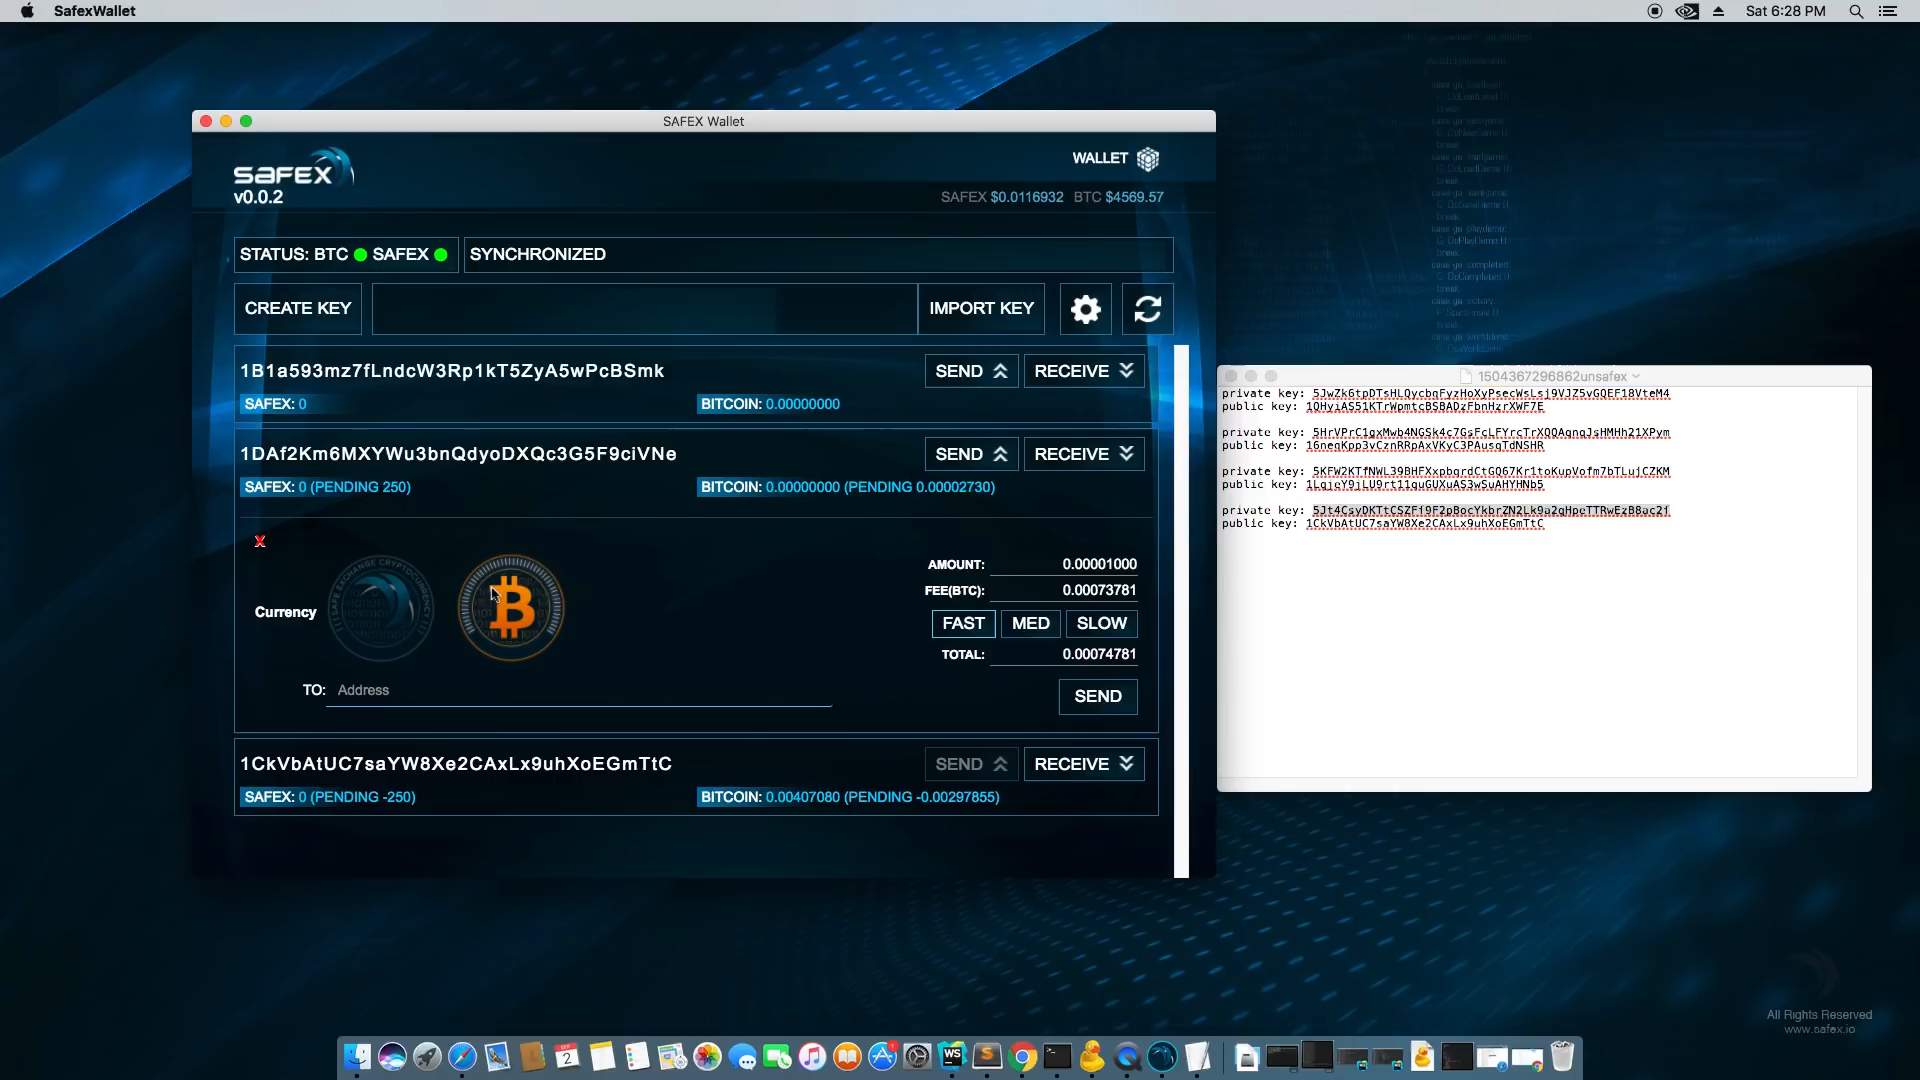 SafexWallet
Sat 6:28 PM
SAFEX Wallet
safex
v0.0.2
WALLET
SAFEX $0.0116932 BTC $4569.57
STATUS: BTC SAFEX SYNCHRONIZED
CREATE KEY IMPORT KEY
1B1a593mz7fLndcW3Rp1kT5ZyA5wPcBSmk SEND RECEIVE
SAFEX: 0 BITCOIN: 0.00000000
1DAf2Km6MXYWu3bnQdyoDXQc3G5F9ciVNe SEND RECEIVE
SAFEX: 0 (PENDING 250) BITCOIN: 0.00000000 (PENDING 0.00002730)
X
Currency
AMOUNT: 0.00001000
FEE(BTC): 0.00073781
FAST MED SLOW
TOTAL: 0.00074781
TO: Address
SEND
1CkVbAtUC7saYW8Xe2CAxLx9uhXoEGmTtC SEND RECEIVE
SAFEX: 0 (PENDING -250) BITCOIN: 0.00407080 (PENDING -0.00297855)
1504367296862unsafex
private key:
public key:
private key:
public key:
private key:
public key:
private key:
public key: 1CkVbAtUC7saYW8Xe2CAxLx9uhXoEGmTtC
All Rights Reserved
www.safex.io